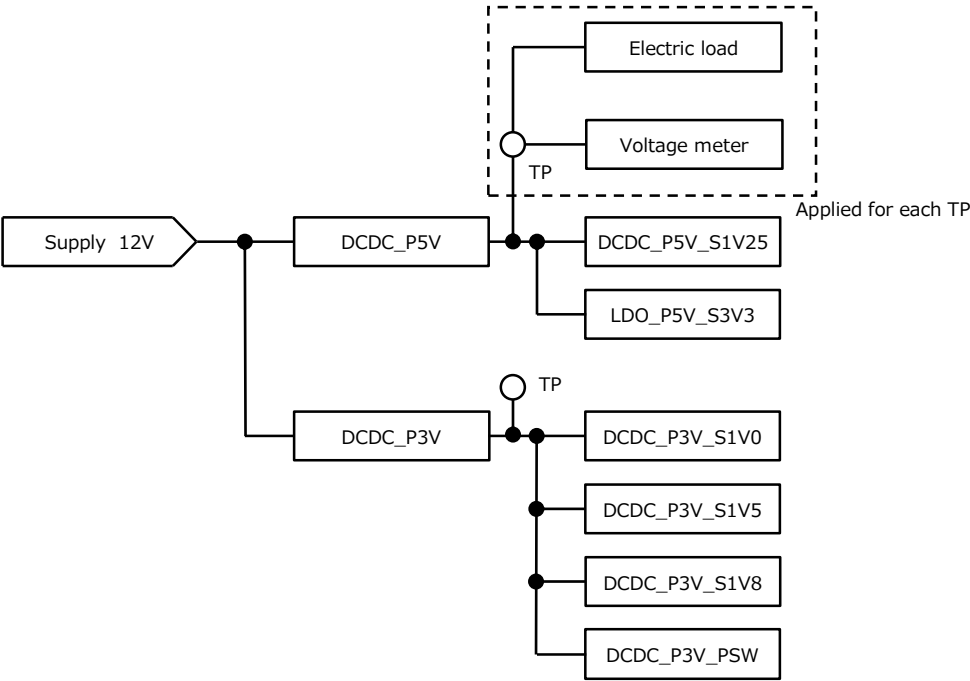 Electric load
Voltage meter
TP
Applied for each TP
Supply 12V
DCDC_P5V
DCDC_P5V_S1V25
LDO_P5V_S3V3
TP
DCDC_P3V
DCDC_P3V_S1V0
DCDC_P3V_S1V5
DCDC_P3V_S1V8
DCDC_P3V_PSW